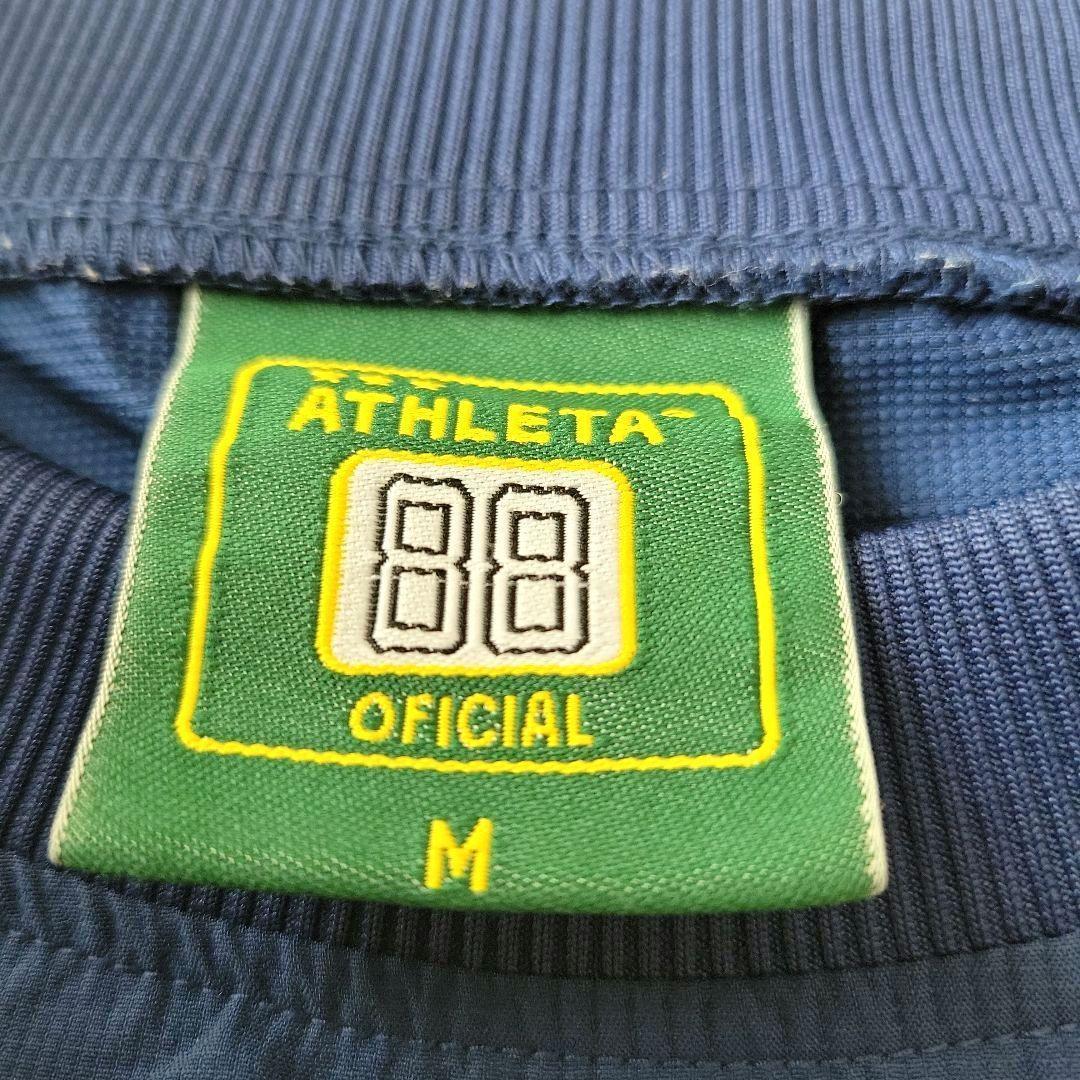 ATHLETA
88
OFICIAL
M